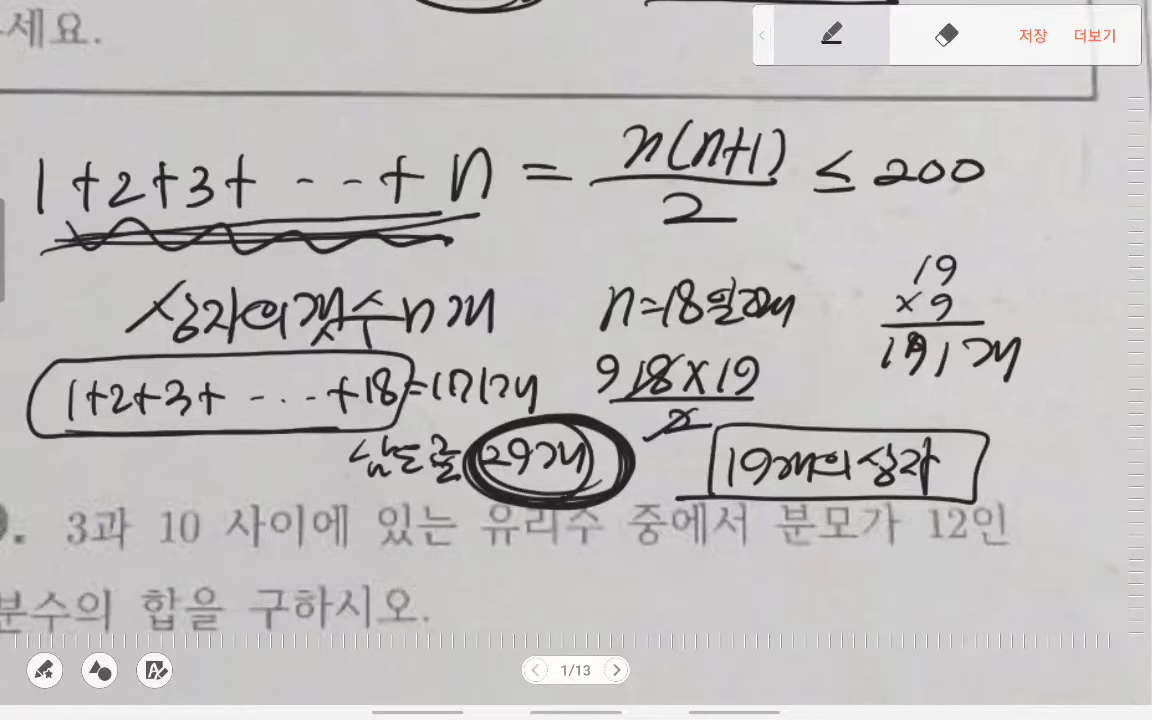 세요.
저장 더보기
1+2+3+ ---+n = n(n+1)/2 ≤ 200
상자의 갯수 n개
n=18일때
19
×9
171개
1+2+3+ ----+18=171개
9 18×19
2
남는 귤 29개
19개의 상자
. 3과 10 사이에 있는 유리수 중에서 분모가 12인
분수의 합을 구하시오.
1/13